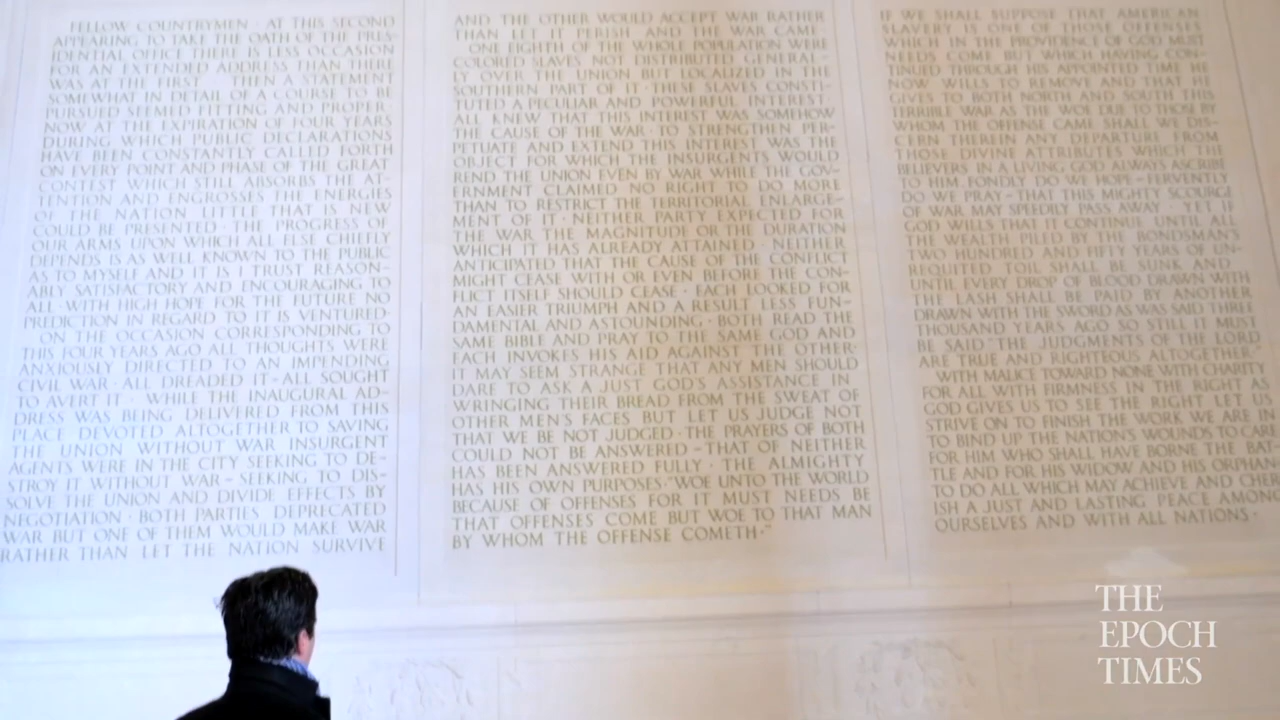 FELLOW COUNTRYMEN · AT THIS SECOND
APPEARING TO TAKE THE OATH OF THE PRES-
IDENTIAL OFFICE THERE IS LESS OCCASION
FOR AN EXTENDED ADDRESS THAN THERE
WAS AT THE FIRST · THEN A STATEMENT
SOMEWHAT IN DETAIL OF A COURSE TO BE
PURSUED SEEMED FITTING AND PROPER·
NOW AT THE EXPIRATION OF FOUR YEARS
DURING WHICH PUBLIC DECLARATIONS
HAVE BEEN CONSTANTLY CALLED FORTH
ON EVERY POINT AND PHASE OF THE GREAT
CONTEST WHICH STILL ABSORBS THE AT-
TENTION AND ENGROSSES THE ENERGIES
OF THE NATION LITTLE THAT IS NEW
COULD BE PRESENTED · THE PROGRESS OF
OUR ARMS UPON WHICH ALL ELSE CHIEFLY
DEPENDS IS AS WELL KNOWN TO THE PUBLIC
AS TO MYSELF AND IT IS I TRUST REASON-
ABLY SATISFACTORY AND ENCOURAGING TO
ALL · WITH HIGH HOPE FOR THE FUTURE NO
PREDICTION IN REGARD TO IT IS VENTURED·
ON THE OCCASION CORRESPONDING TO
THIS FOUR YEARS AGO ALL THOUGHTS WERE
ANXIOUSLY DIRECTED TO AN IMPENDING
CIVIL WAR · ALL DREADED IT - ALL SOUGHT
TO AVERT IT · WHILE THE INAUGURAL AD-
DRESS WAS BEING DELIVERED FROM THIS
PLACE DEVOTED ALTOGETHER TO SAVING
THE UNION WITHOUT WAR INSURGENT
AGENTS WERE IN THE CITY SEEKING TO DE-
STROY IT WITHOUT WAR - SEEKING TO DIS-
SOLVE THE UNION AND DIVIDE EFFECTS BY
NEGOTIATION · BOTH PARTIES DEPRECATED
WAR BUT ONE OF THEM WOULD MAKE WAR
RATHER THAN LET THE NATION SURVIVE
AND THE OTHER WOULD ACCEPT WAR RATHER
THAN LET IT PERISH · AND THE WAR CAME
ONE EIGHTH OF THE WHOLE POPULATION WERE
COLORED SLAVES NOT DISTRIBUTED GENERAL-
LY OVER THE UNION BUT LOCALIZED IN THE
SOUTHERN PART OF IT · THESE SLAVES CONSTI-
TUTED A PECULIAR AND POWERFUL INTEREST·
ALL KNEW THAT THIS INTEREST WAS SOMEHOW
THE CAUSE OF THE WAR · TO STRENGTHEN PER-
PETUATE AND EXTEND THIS INTEREST WAS THE
OBJECT FOR WHICH THE INSURGENTS WOULD
REND THE UNION EVEN BY WAR WHILE THE GOV-
ERNMENT CLAIMED NO RIGHT TO DO MORE
THAN TO RESTRICT THE TERRITORIAL ENLARGE-
MENT OF IT · NEITHER PARTY EXPECTED FOR
THE WAR THE MAGNITUDE OR THE DURATION
WHICH IT HAS ALREADY ATTAINED · NEITHER
ANTICIPATED THAT THE CAUSE OF THE CONFLICT
MIGHT CEASE WITH OR EVEN BEFORE THE CON-
FLICT ITSELF SHOULD CEASE · EACH LOOKED FOR
AN EASIER TRIUMPH AND A RESULT LESS FUN-
DAMENTAL AND ASTOUNDING · BOTH READ THE
SAME BIBLE AND PRAY TO THE SAME GOD AND
EACH INVOKES HIS AID AGAINST THE OTHER·
IT MAY SEEM STRANGE THAT ANY MEN SHOULD
DARE TO ASK A JUST GOD'S ASSISTANCE IN
WRINGING THEIR BREAD FROM THE SWEAT OF
OTHER MEN'S FACES BUT LET US JUDGE NOT
THAT WE BE NOT JUDGED · THE PRAYERS OF BOTH
COULD NOT BE ANSWERED - THAT OF NEITHER
HAS BEEN ANSWERED FULLY · THE ALMIGHTY
HAS HIS OWN PURPOSES · "WOE UNTO THE WORLD
BECAUSE OF OFFENSES FOR IT MUST NEEDS BE
THAT OFFENSES COME BUT WOE TO THAT MAN
BY WHOM THE OFFENSE COMETH·"
IF WE SHALL SUPPOSE THAT AMERICAN
SLAVERY IS ONE OF THOSE OFFENSES
WHICH IN THE PROVIDENCE OF GOD MUST
NEEDS COME BUT WHICH HAVING CON-
TINUED THROUGH HIS APPOINTED TIME HE
NOW WILLS TO REMOVE AND THAT HE
GIVES TO BOTH NORTH AND SOUTH THIS
TERRIBLE WAR AS THE WOE DUE TO THOSE BY
WHOM THE OFFENSE CAME SHALL WE DIS-
CERN THEREIN ANY DEPARTURE FROM
THOSE DIVINE ATTRIBUTES WHICH THE
BELIEVERS IN A LIVING GOD ALWAYS ASCRIBE
TO HIM· FONDLY DO WE HOPE - FERVENTLY
DO WE PRAY - THAT THIS MIGHTY SCOURGE
OF WAR MAY SPEEDILY PASS AWAY · YET IF
GOD WILLS THAT IT CONTINUE UNTIL ALL
THE WEALTH PILED BY THE BONDSMAN'S
TWO HUNDRED AND FIFTY YEARS OF UN-
REQUITED TOIL SHALL BE SUNK AND
UNTIL EVERY DROP OF BLOOD DRAWN WITH
THE LASH SHALL BE PAID BY ANOTHER
DRAWN WITH THE SWORD AS WAS SAID THREE
THOUSAND YEARS AGO SO STILL IT MUST
BE SAID "THE JUDGMENTS OF THE LORD
ARE TRUE AND RIGHTEOUS ALTOGETHER·"
WITH MALICE TOWARD NONE WITH CHARITY
FOR ALL WITH FIRMNESS IN THE RIGHT AS
GOD GIVES US TO SEE THE RIGHT LET US
STRIVE ON TO FINISH THE WORK WE ARE IN
TO BIND UP THE NATION'S WOUNDS TO CARE
FOR HIM WHO SHALL HAVE BORNE THE BAT-
TLE AND FOR HIS WIDOW AND HIS ORPHAN
TO DO ALL WHICH MAY ACHIEVE AND CHER
ISH A JUST AND LASTING PEACE AMONG
OURSELVES AND WITH ALL NATIONS·
THE
EPOCH
TIMES